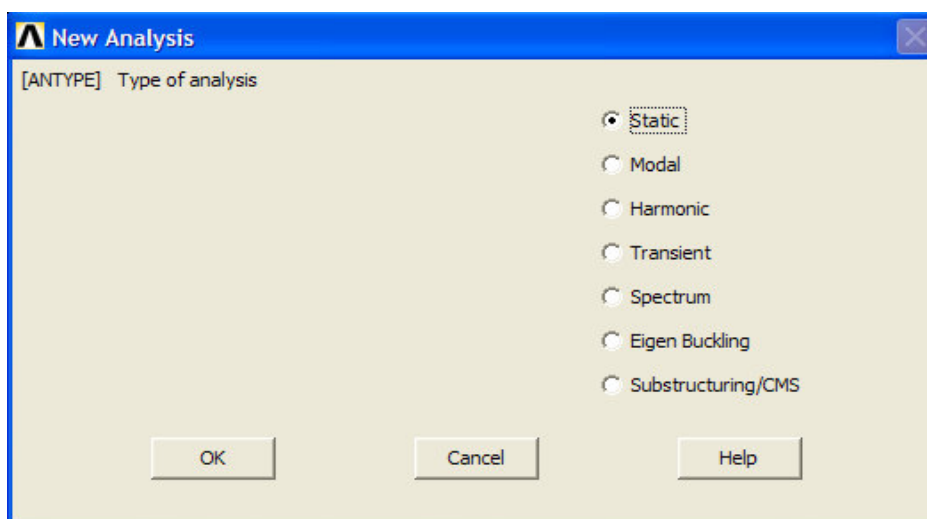 New Analysis
[ANTYPE] Type of analysis
Static
Modal
Harmonic
Transient
Spectrum
Eigen Buckling
Substructuring/CMS
OK Cancel Help